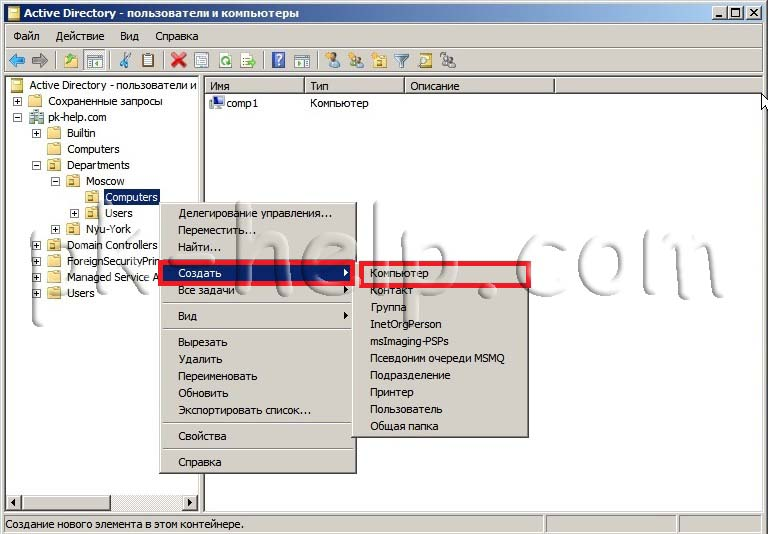 Active Directory - пользователи и компьютеры
Файл Действие Вид Справка
Active Directory - пользователи и
Сохраненные запросы
pk-help.com
Builtin
Computers
Departments
Moscow
Computers
Users
Nyu-York
Domain Controllers
ForeignSecurityPrin
Managed Service A
Users
Имя Тип Описание
comp1 Компьютер
Делегирование управления...
Переместить...
Найти...
Создать
Все задачи
Вид
Вырезать
Удалить
Переименовать
Обновить
Экспортировать список...
Свойства
Справка
Компьютер
Контакт
Группа
InetOrgPerson
msImaging-PSPs
Псевдоним очереди MSMQ
Подразделение
Принтер
Пользователь
Общая папка
pk-help.com
Создание нового элемента в этом контейнере.